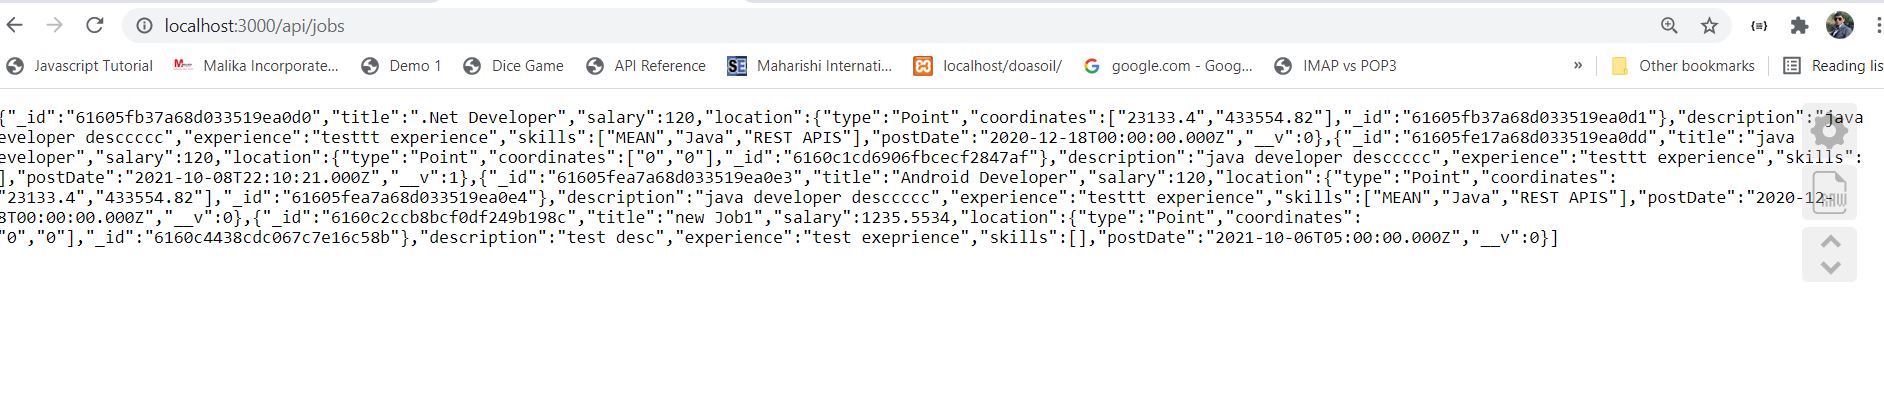 localhost:3000/api/jobs
Javascript Tutorial Malika Incorporate... Demo 1 Dice Game API Reference SE Maharishi Internati... localhost/doasoil/ google.com - Goog... IMAP vs POP3 » Other bookmarks Reading lis
{"_id":"61605fb37a68d033519ea0d0","title":".Net Developer","salary":120,"location":{"type":"Point","coordinates":["23133.4","433554.82"],"_id":"61605fb37a68d033519ea0d1"},"description":"java
eveloper desccccc","experience":"testtt experience","skills":["MEAN","Java","REST APIS"],"postDate":"2020-12-18T00:00:00.000Z","__v":0},{"_id":"61605fe17a68d033519ea0dd","title":"java
eveloper","salary":120,"location":{"type":"Point","coordinates":["0","0"],"_id":"6160c1cd6906fbcecf2847af"},"description":"java developer desccccc","experience":"testtt experience","skills":
],"postDate":"2021-10-08T22:10:21.000Z","__v":1},{"_id":"61605fea7a68d033519ea0e3","title":"Android Developer","salary":120,"location":{"type":"Point","coordinates":
"23133.4","433554.82"],"_id":"61605fea7a68d033519ea0e4"},"description":"java developer desccccc","experience":"testtt experience","skills":["MEAN","Java","REST APIS"],"postDate":"2020-12-
8T00:00:00.000Z","__v":0},{"_id":"6160c2ccb8bcf0df249b198c","title":"new Job1","salary":1235.5534,"location":{"type":"Point","coordinates":
"0","0"],"_id":"6160c4438cdc067c7e16c58b"},"description":"test desc","experience":"test exeprience","skills":[],"postDate":"2021-10-06T05:00:00.000Z","__v":0}]